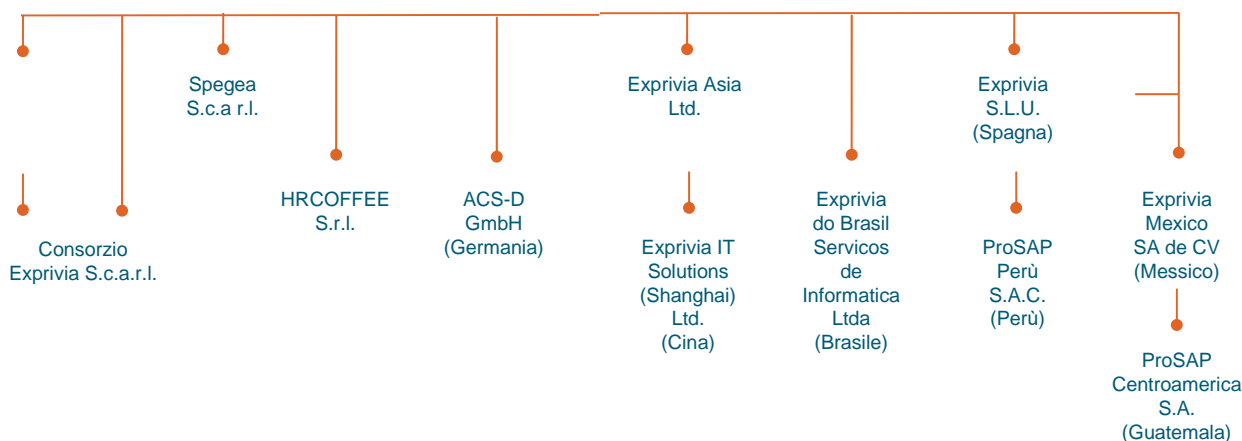 Spegea
S.c.a r.l.
Exprivia Asia
Ltd.
Exprivia
S.L.U.
(Spagna)
HRCOFFEE
S.r.l.
ACS-D
GmbH
(Germania)
Exprivia
do Brasil
Servicos
de
Informatica
Ltda
(Brasile)
Exprivia
Mexico
SA de CV
(Messico)
Consorzio
Exprivia S.c.a.r.l.
Exprivia IT
Solutions
(Shanghai)
Ltd.
(Cina)
ProSAP
Perù
S.A.C.
(Perù)
ProSAP
Centroamerica
S.A.
(Guatemala)